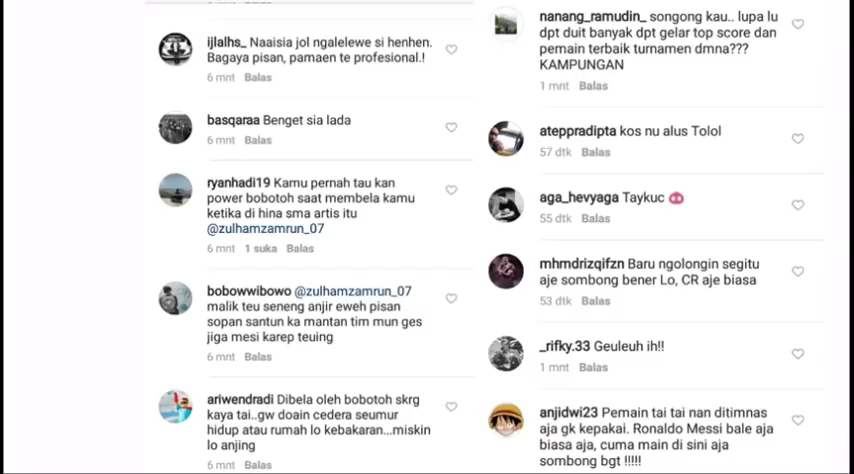 ijlalhs_ Naaisia jol ngalelewe si henhen.
Bagaya pisan, pamaen te profesional.!
6 mnt Balas
basqaraa Benget sia lada
6 mnt Balas
ryanhadi19 Kamu pernah tau kan
power bobotoh saat membela kamu
ketika di hina sma artis itu
@zulhamzamrun_07
6 mnt 1 suka Balas
bobowwibowo @zulhamzamrun_07
malik teu seneng anjir eweh pisan
sopan santun ka mantan tim mun ges
jiga mesi karep teuing
6 mnt Balas
ariwendradi Dibela oleh bobotoh skrg
kaya tai..gw doain cedera seumur
hidup atau rumah lo kebakaran...miskin
lo anjing
6 mnt Balas
nanang_ramudin_ songong kau.. lupa lu
dpt duit banyak dpt gelar top score dan
pemain terbaik turnamen dmna???
KAMPUNGAN
1 mnt Balas
ateppradipta kos nu alus Tolol
57 dtk Balas
aga_hevyaga Taykuc 🐽
55 dtk Balas
mhmdrizqifzn Baru ngolongin segitu
aje sombong bener Lo, CR aje biasa
53 dtk Balas
_rifky.33 Geuleuh ih!!
1 mnt Balas
anjidwi23 Pemain tai tai nan ditimnas
aja gk kepakai. Ronaldo Messi bale aja
biasa aja, cuma main di sini aja
sombong bgt !!!!!